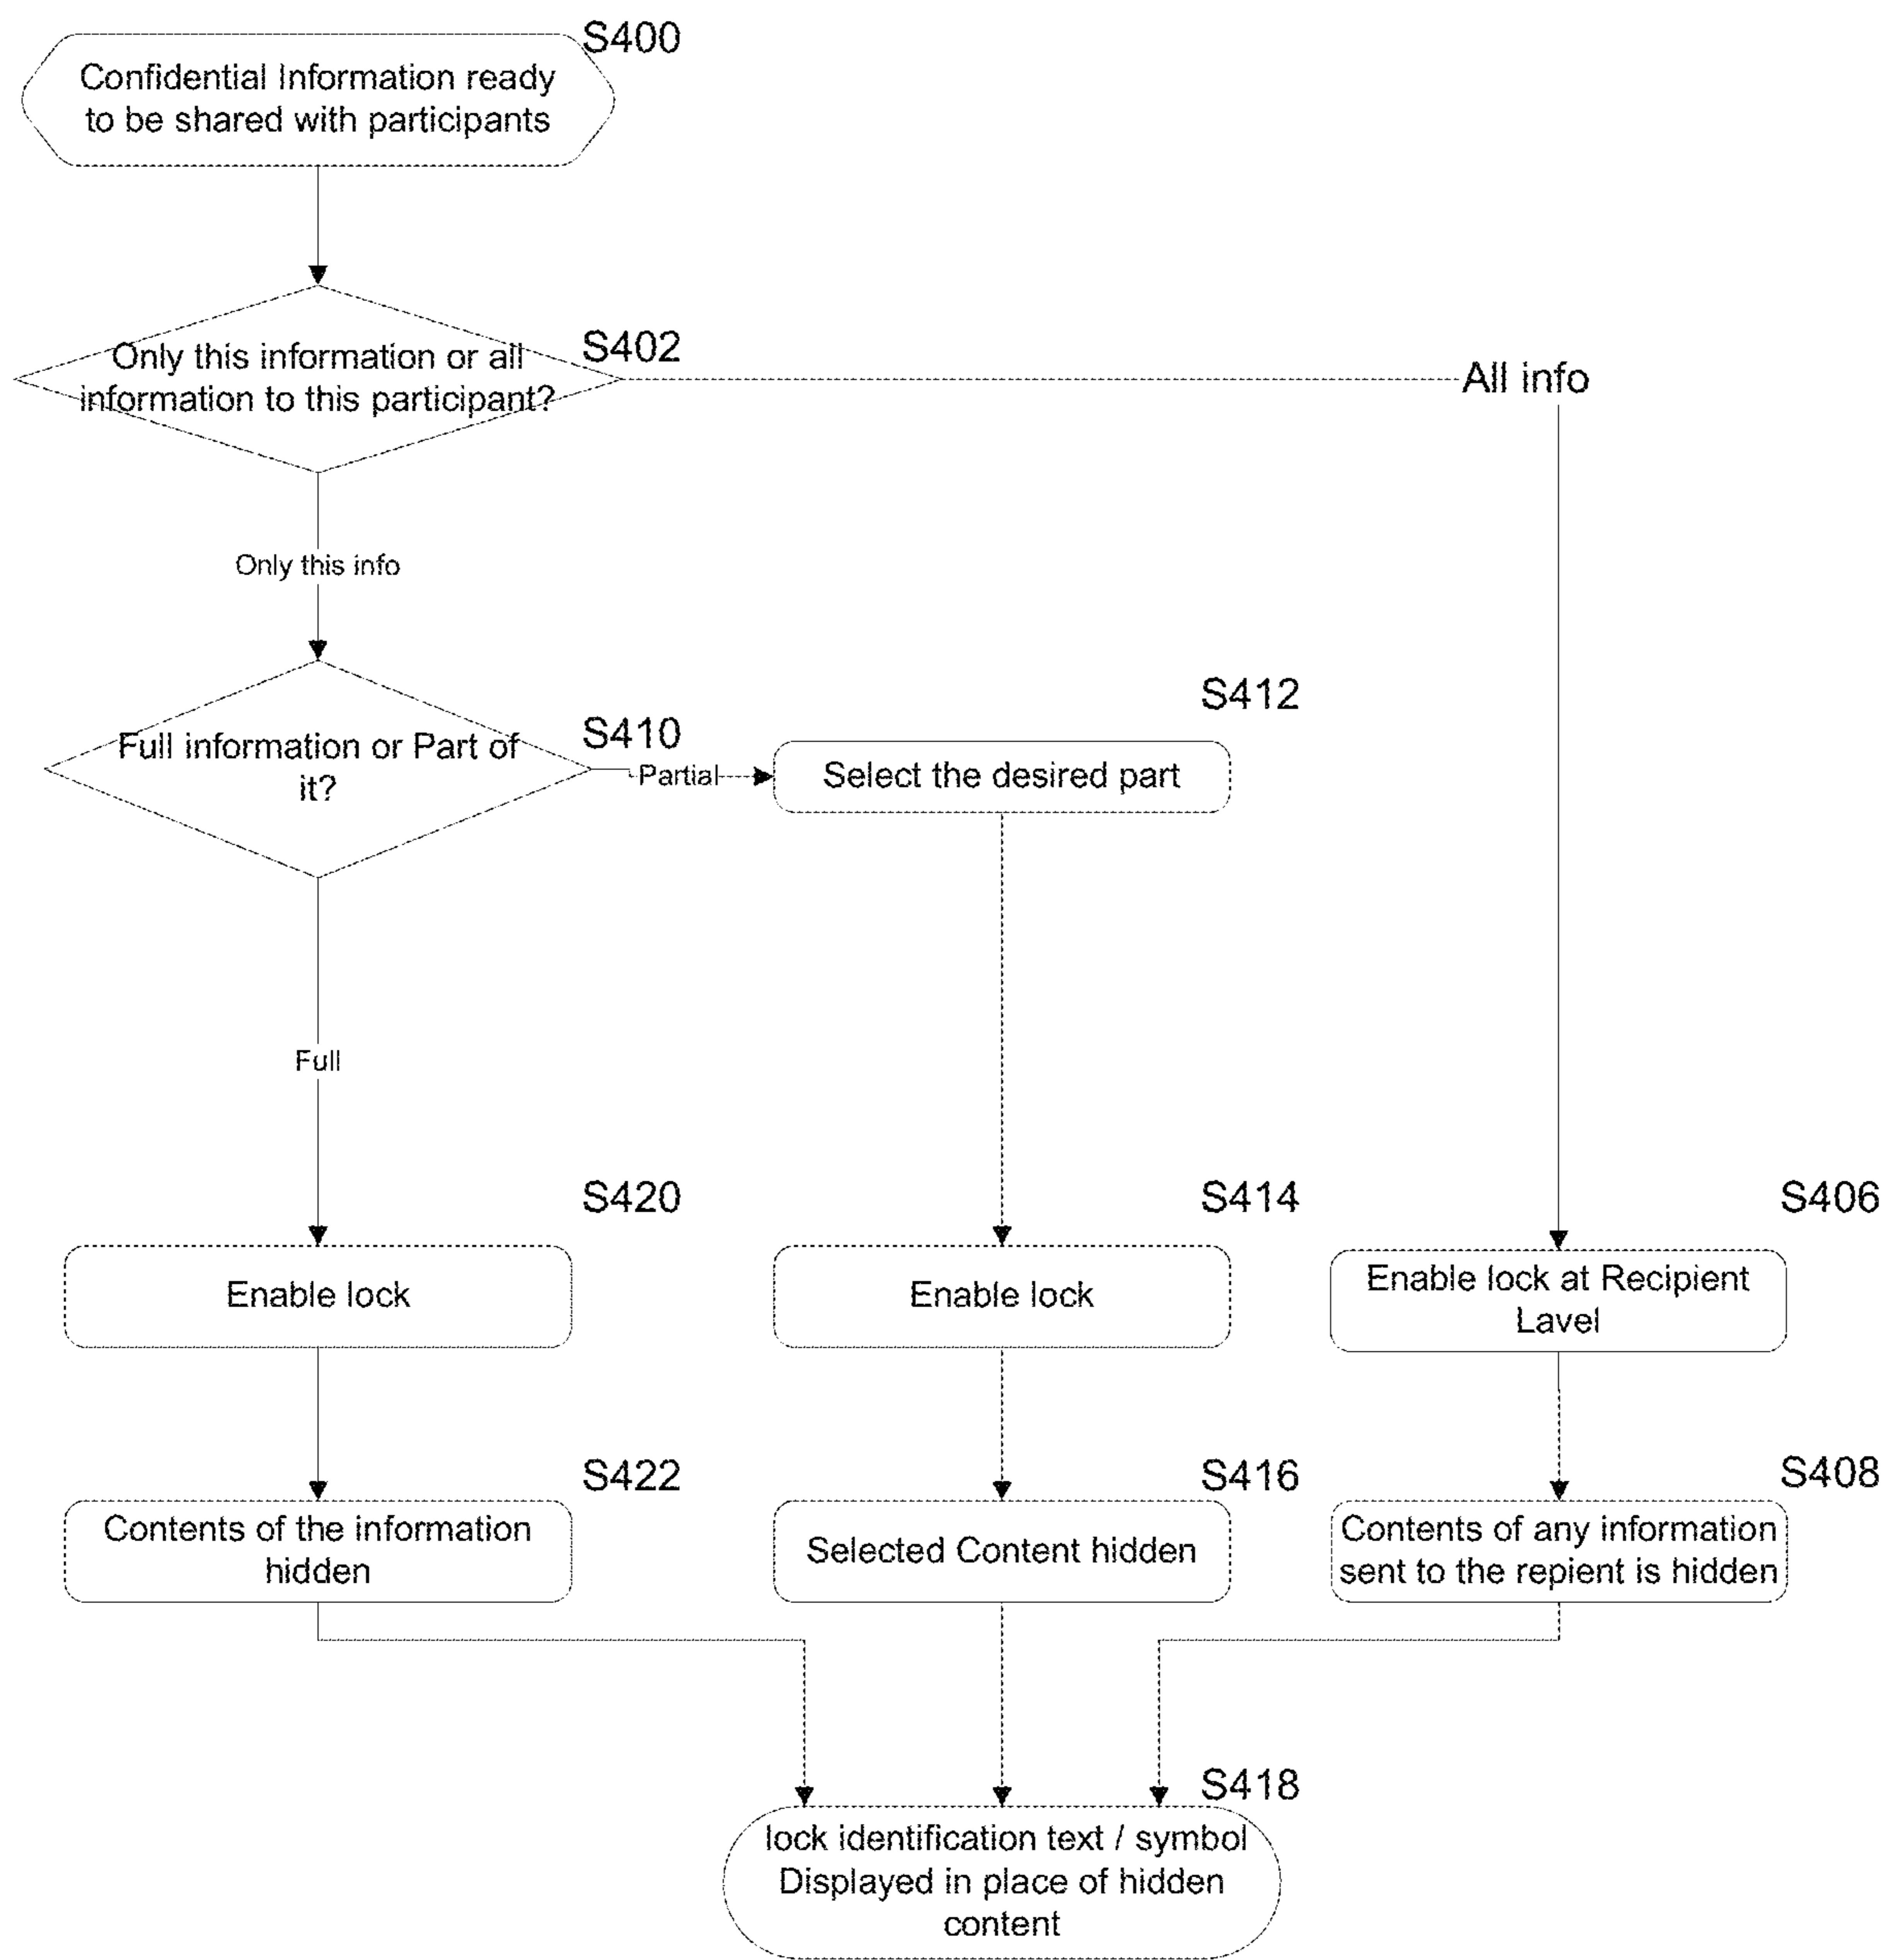 S400
Confidential Information ready
to be shared with participants
S402
Only this information or all
information to this participant?
All info
Only this info
S410
Full information or Part of
it?
Partial
S412
Select the desired part
Full
S420
Enable lock
S414
Enable lock
S406
Enable lock at Recipient
Lavel
S422
Contents of the information
hidden
S416
Selected Content hidden
S408
Contents of any information
sent to the repient is hidden
S418
lock identification text / symbol
Displayed in place of hidden
content